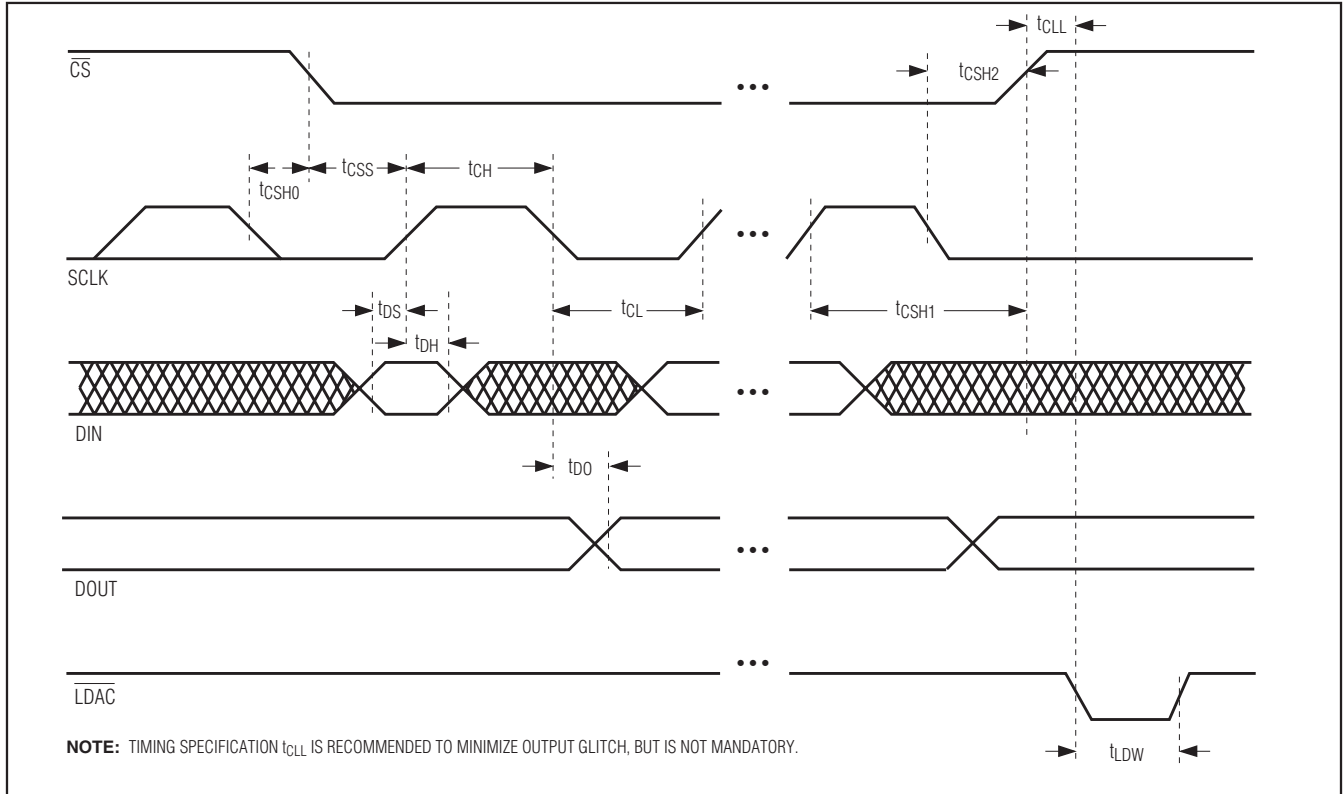 tCLL
CS
tCSH2
•••
tCSS
tCH
tCSH0
•••
SCLK
tDS
tCL
tCSH1
tDH
•••
DIN
tDO
•••
DOUT
•••
LDAC
NOTE: TIMING SPECIFICATION tCLL IS RECOMMENDED TO MINIMIZE OUTPUT GLITCH, BUT IS NOT MANDATORY.
tLDW